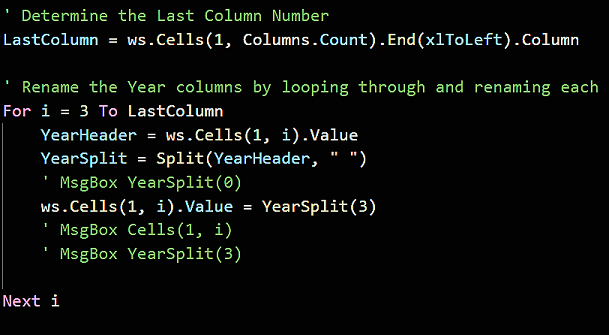 ' Determine the Last Column Number
LastColumn = ws.Cells(1, Columns.Count).End(xlToLeft).Column
' Rename the Year columns by looping through and renaming each
For i = 3 To LastColumn
    YearHeader = ws.Cells(1, i).Value
    YearSplit = Split(YearHeader, " ")
    ' MsgBox YearSplit(0)
    ws.Cells(1, i).Value = YearSplit(3)
    ' MsgBox Cells(1, i)
    ' MsgBox YearSplit(3)
Next i